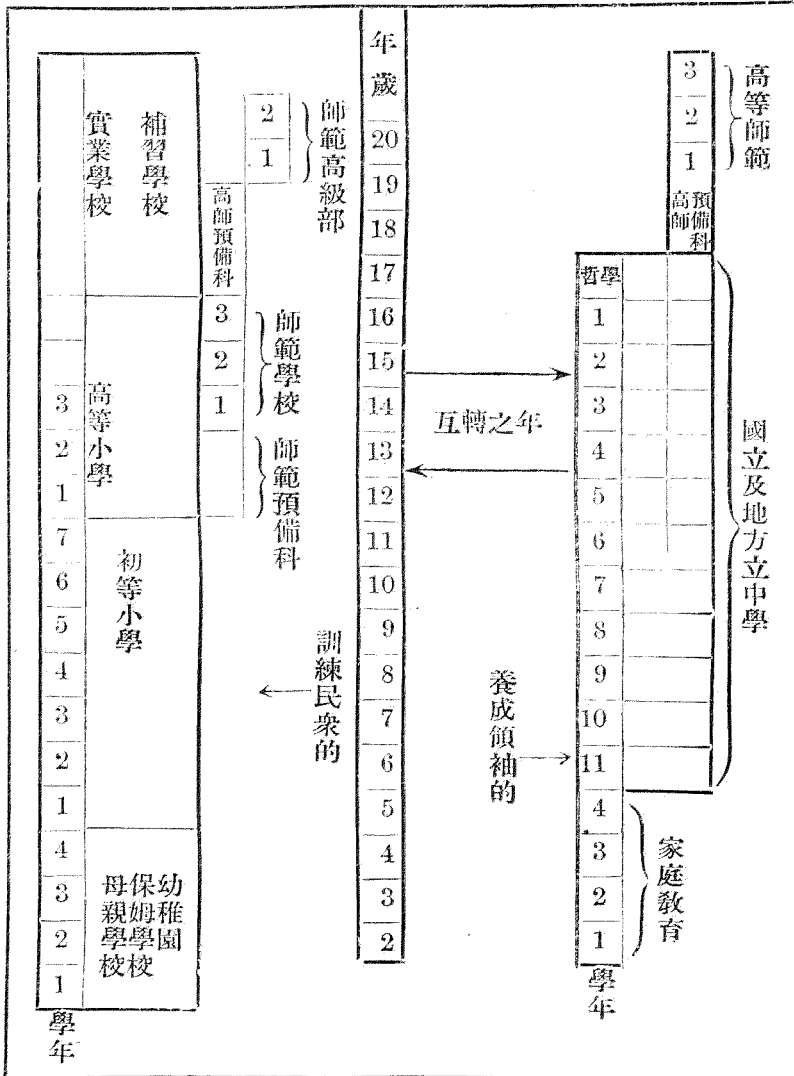 高等師範
3
2
1
預備科
高師
國立及地方立中學
家庭教育
哲學
1
2
3
4
5
6
7
8
9
10
11
4
3
2
1
學年
養成領袖的
互轉之年
年歲
20
19
18
17
16
15
14
13
12
11
10
9
8
7
6
5
4
3
2
師範高級部
2
1
高師預備科
師範學校
3
2
1
師範預備科
訓練民衆的
補習學校
實業學校
高等小學
初等小學
幼稚園
保姆學校
母親學校
3
2
1
7
6
5
4
3
2
1
4
3
2
1
學年